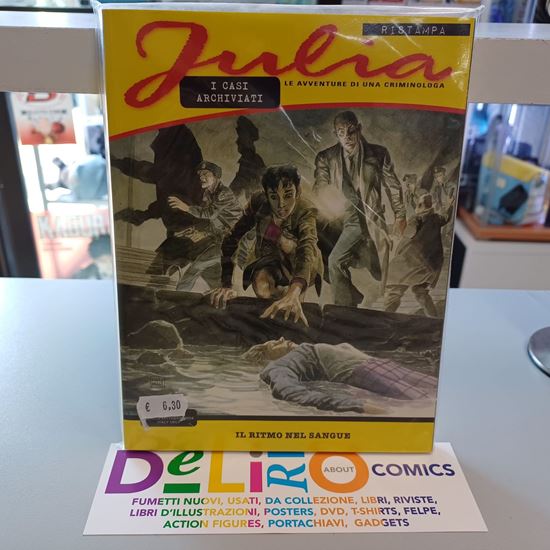 RISTAMPA
Julia
LE AVVENTURE DI UNA CRIMINOLOGA
I CASI
ARCHIVIATI
€ 6,30
IL RITMO NEL SANGUE
DeLiRiO ABOUT COMICS
FUMETTI NUOVI, USATI, DA COLLEZIONE, LIBRI, RIVISTE,
LIBRI D'ILLUSTRAZIONI, POSTERS, DVD, T-SHIRTS, FELPE,
ACTION FIGURES, PORTACHIAVI, GADGETS